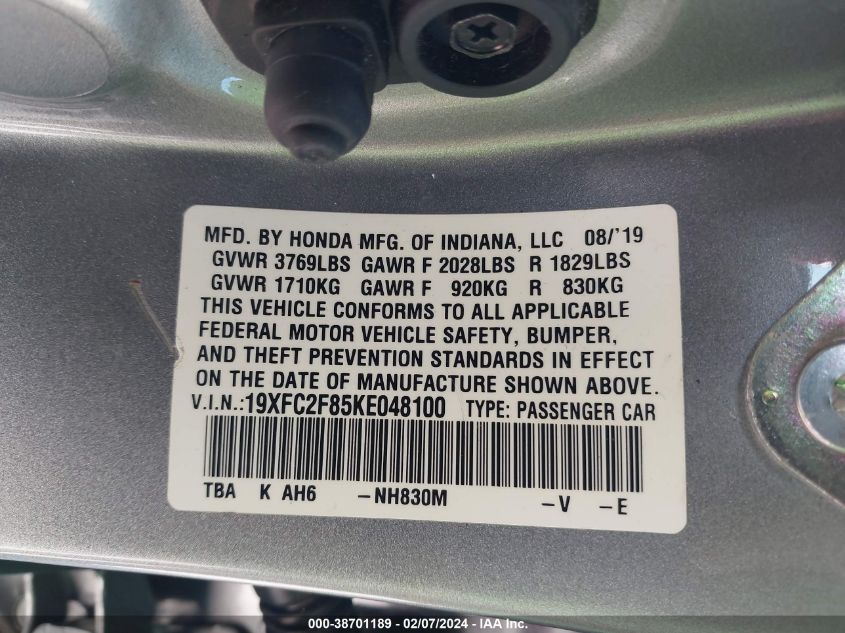 MFD. BY HONDA MFG. OF INDIANA, LLC 08/'19
GVWR 3769LBS GAWR F 2028LBS R 1829LBS
GVWR 1710KG GAWR F 920KG R 830KG
THIS VEHICLE CONFORMS TO ALL APPLICABLE
FEDERAL MOTOR VEHICLE SAFETY, BUMPER,
AND THEFT PREVENTION STANDARDS IN EFFECT
ON THE DATE OF MANUFACTURE SHOWN ABOVE.
V.I.N.:19XFC2F85KE048100 TYPE: PASSENGER CAR
TBA K AH6 -NH830M -V -E
000-38701189 - 02/07/2024 - IAA Inc.